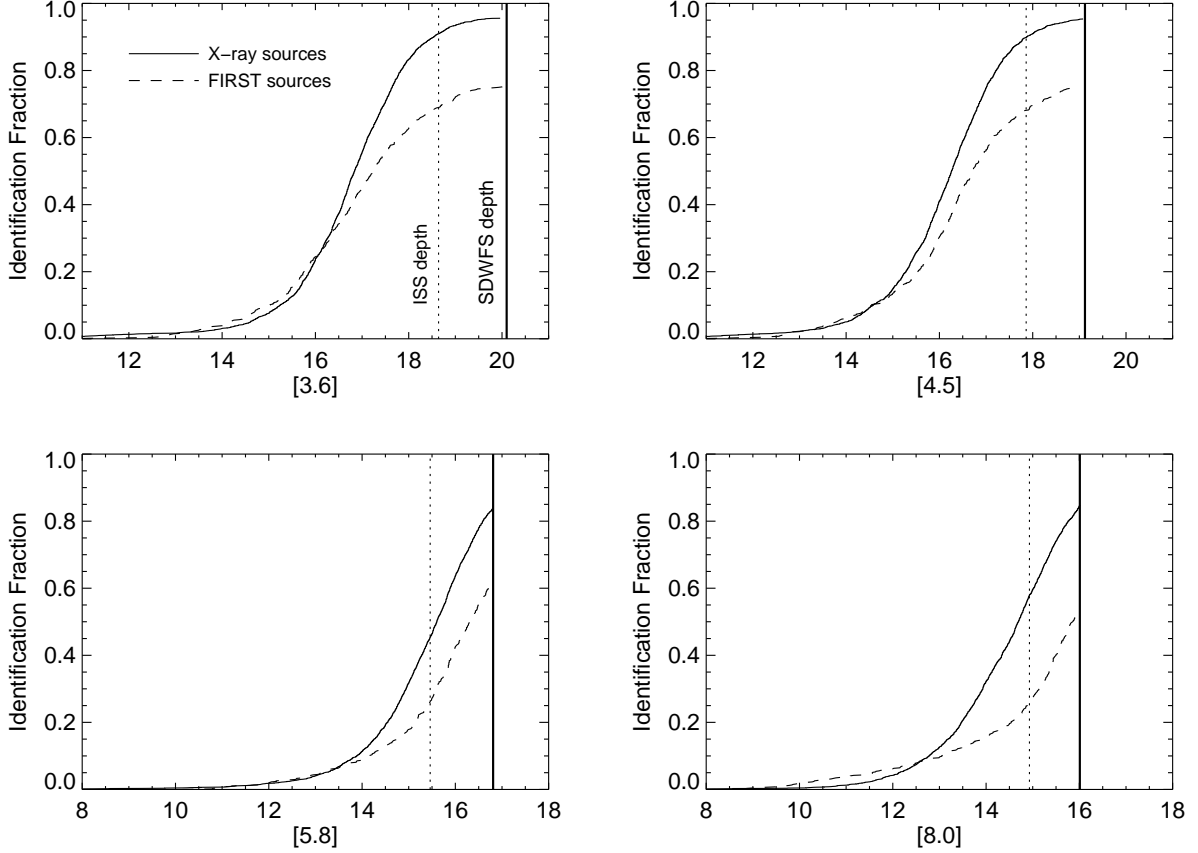 1.0
0.8
0.6
0.4
0.2
0.0
Identification Fraction
X-ray sources
FIRST sources
ISS depth
SDWFS depth
12 14 16 18 20
[3.6]
1.0
0.8
0.6
0.4
0.2
0.0
Identification Fraction
12 14 16 18 20
[4.5]
1.0
0.8
0.6
0.4
0.2
0.0
Identification Fraction
8 10 12 14 16 18
[5.8]
1.0
0.8
0.6
0.4
0.2
0.0
Identification Fraction
8 10 12 14 16 18
[8.0]